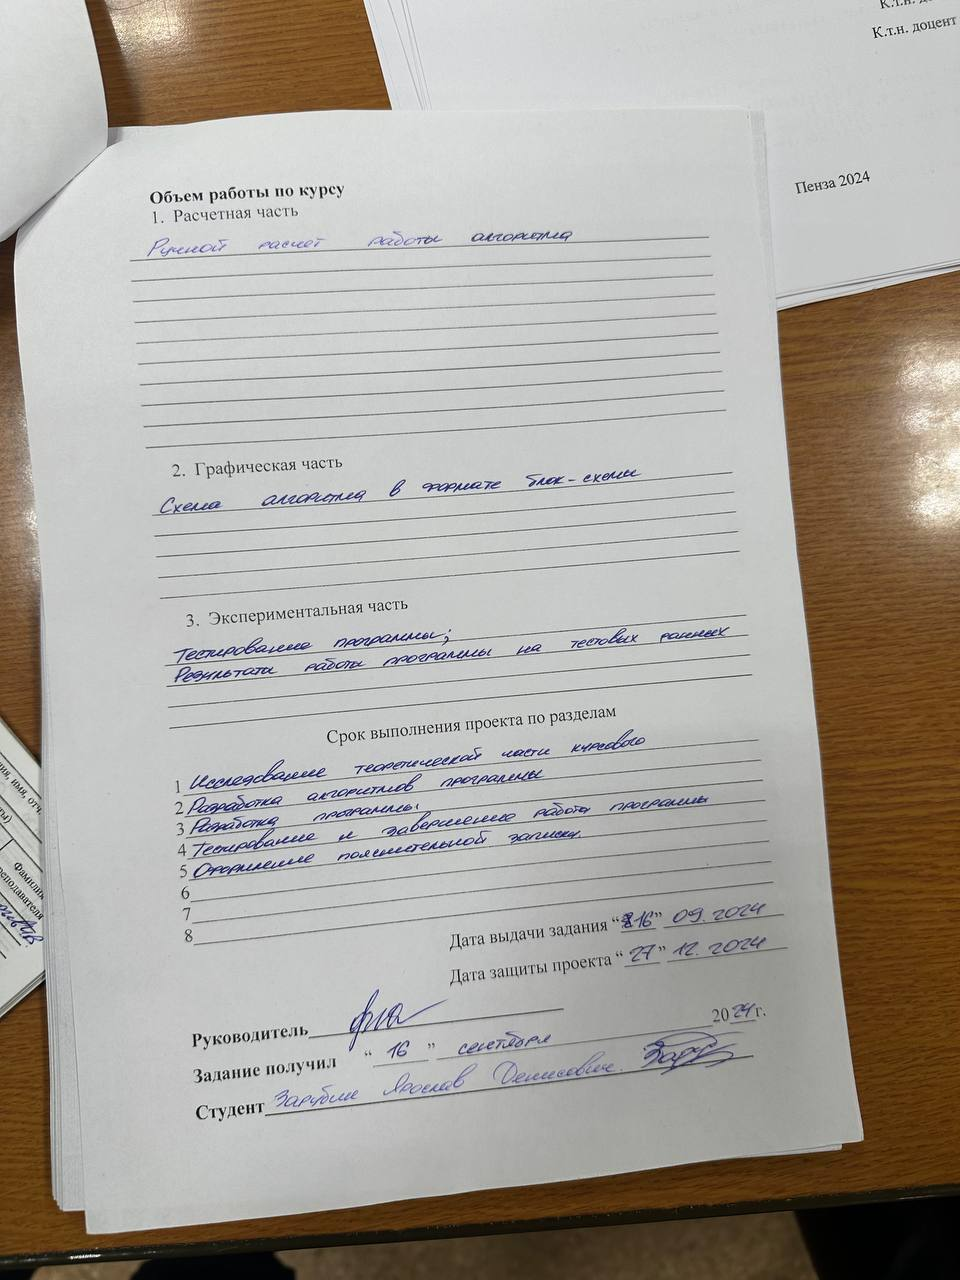 К.т.н. доцент
Пенза 2024
Объем работы по курсу
1. Расчетная часть
Ручной расчет работы алгоритма
2. Графическая часть
Схема алгоритма в формате блок-схемы
3. Экспериментальная часть
Тестирование программы;
Результаты работы программы на тестовых данных
Срок выполнения проекта по разделам
1 Исследование теоретической части курсового
2 Разработка алгоритмов программы
3 Разработка программы.
4 Тестирование и завершение работы программы
5 Оформление пояснительной записки.
6
7
8
Дата выдачи задания “16” 09.2024
Дата защиты проекта “27” 12.2024
Руководитель
Задание получил “16” сентября 2024г.
Студент Зарубин Ярослав Денисович.